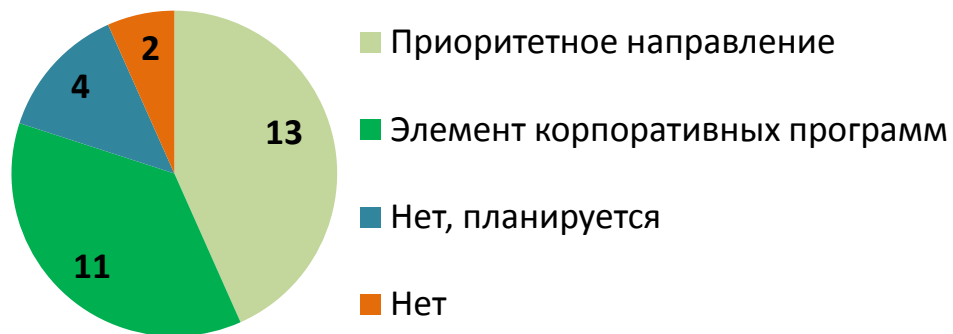 2
4
13
11
Приоритетное направление
Элемент корпоративных программ
Нет, планируется
Нет